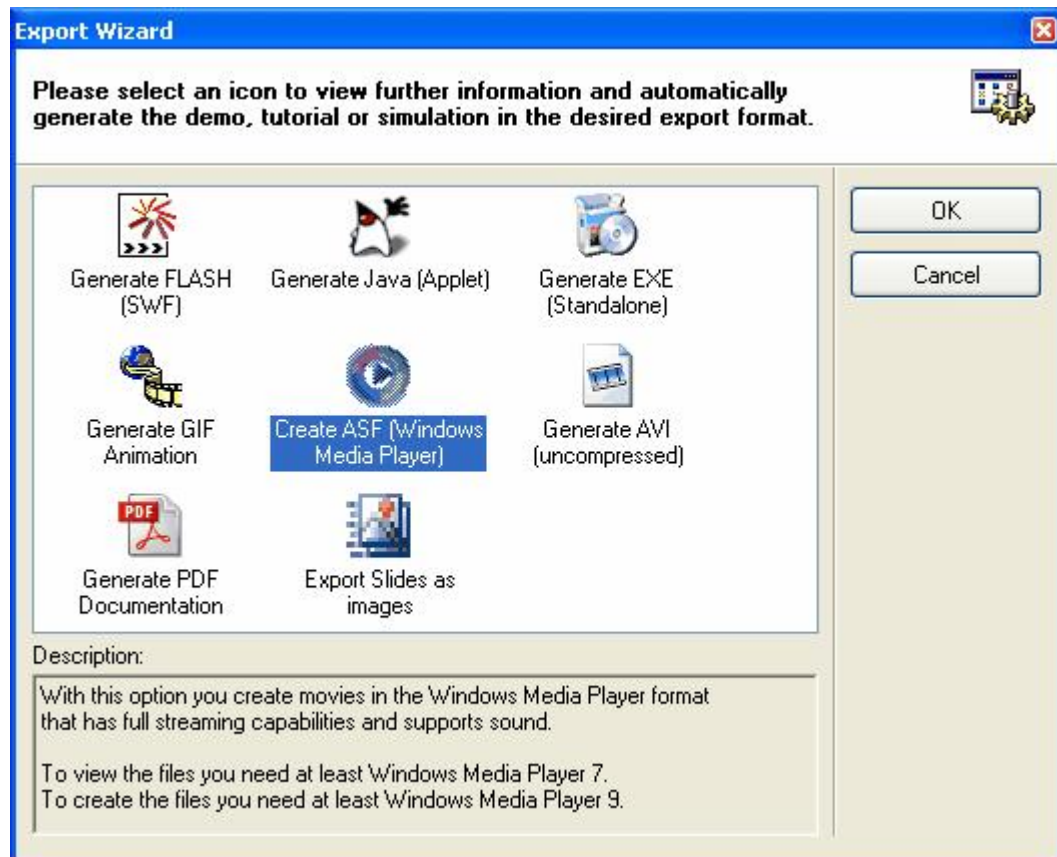 Export Wizard
Please select an icon to view further information and automatically
generate the demo, tutorial or simulation in the desired export format.
OK
Cancel
Generate FLASH
(SWF)
Generate Java (Applet)
Generate EXE
(Standalone)
Generate GIF
Animation
Create ASF (Windows
Media Player)
Generate AVI
(uncompressed)
PDF
Generate PDF
Documentation
Export Slides as
images
Description:
With this option you create movies in the Windows Media Player format
that has full streaming capabilities and supports sound.
To view the files you need at least Windows Media Player 7.
To create the files you need at least Windows Media Player 9.